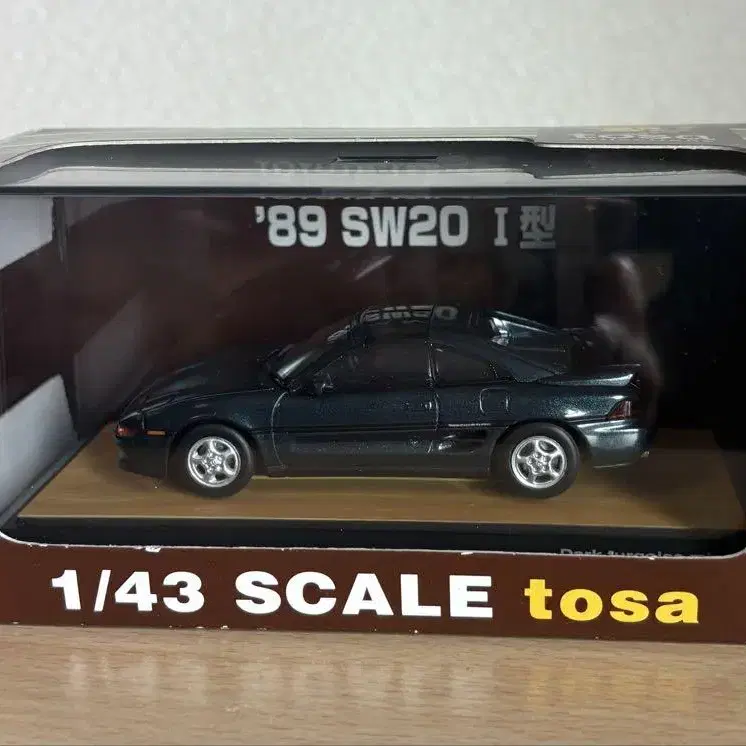 '89 SW20 I型
1/43 SCALE tosa